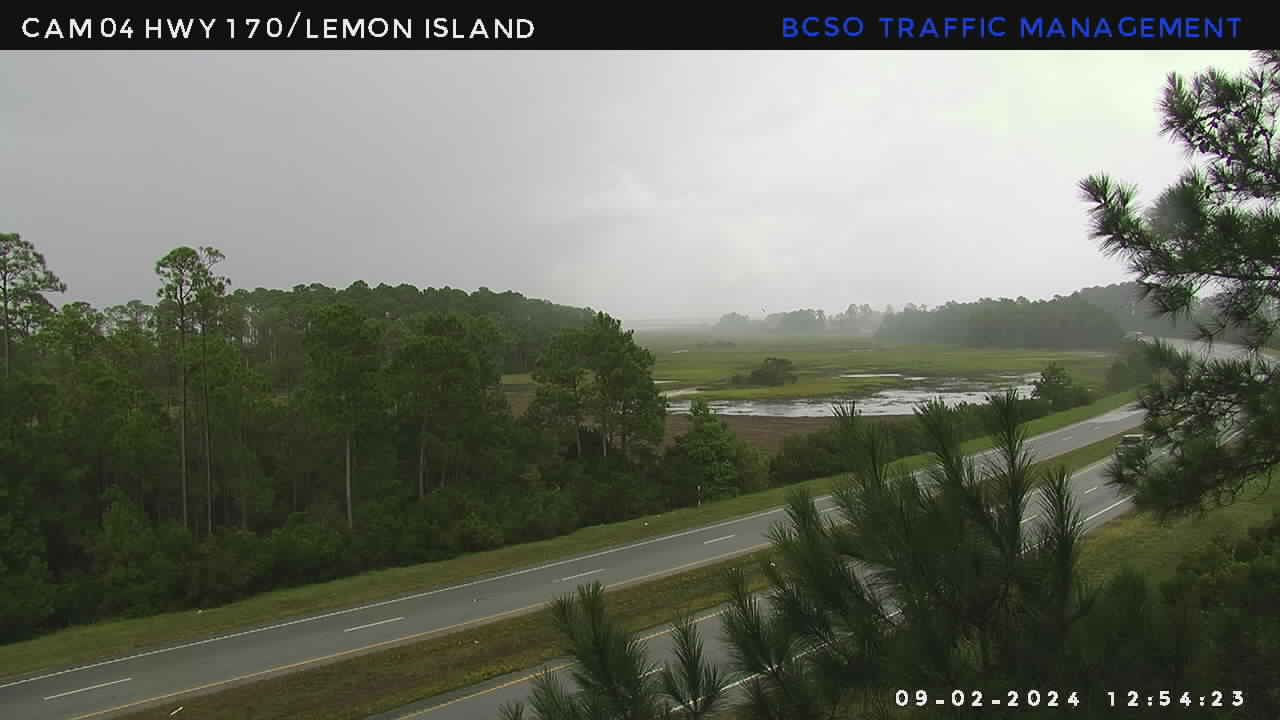 CAM04 HWY 170/LEMON ISLAND
BCSO TRAFFIC MANAGEMENT
09-02-2024 12:54:23